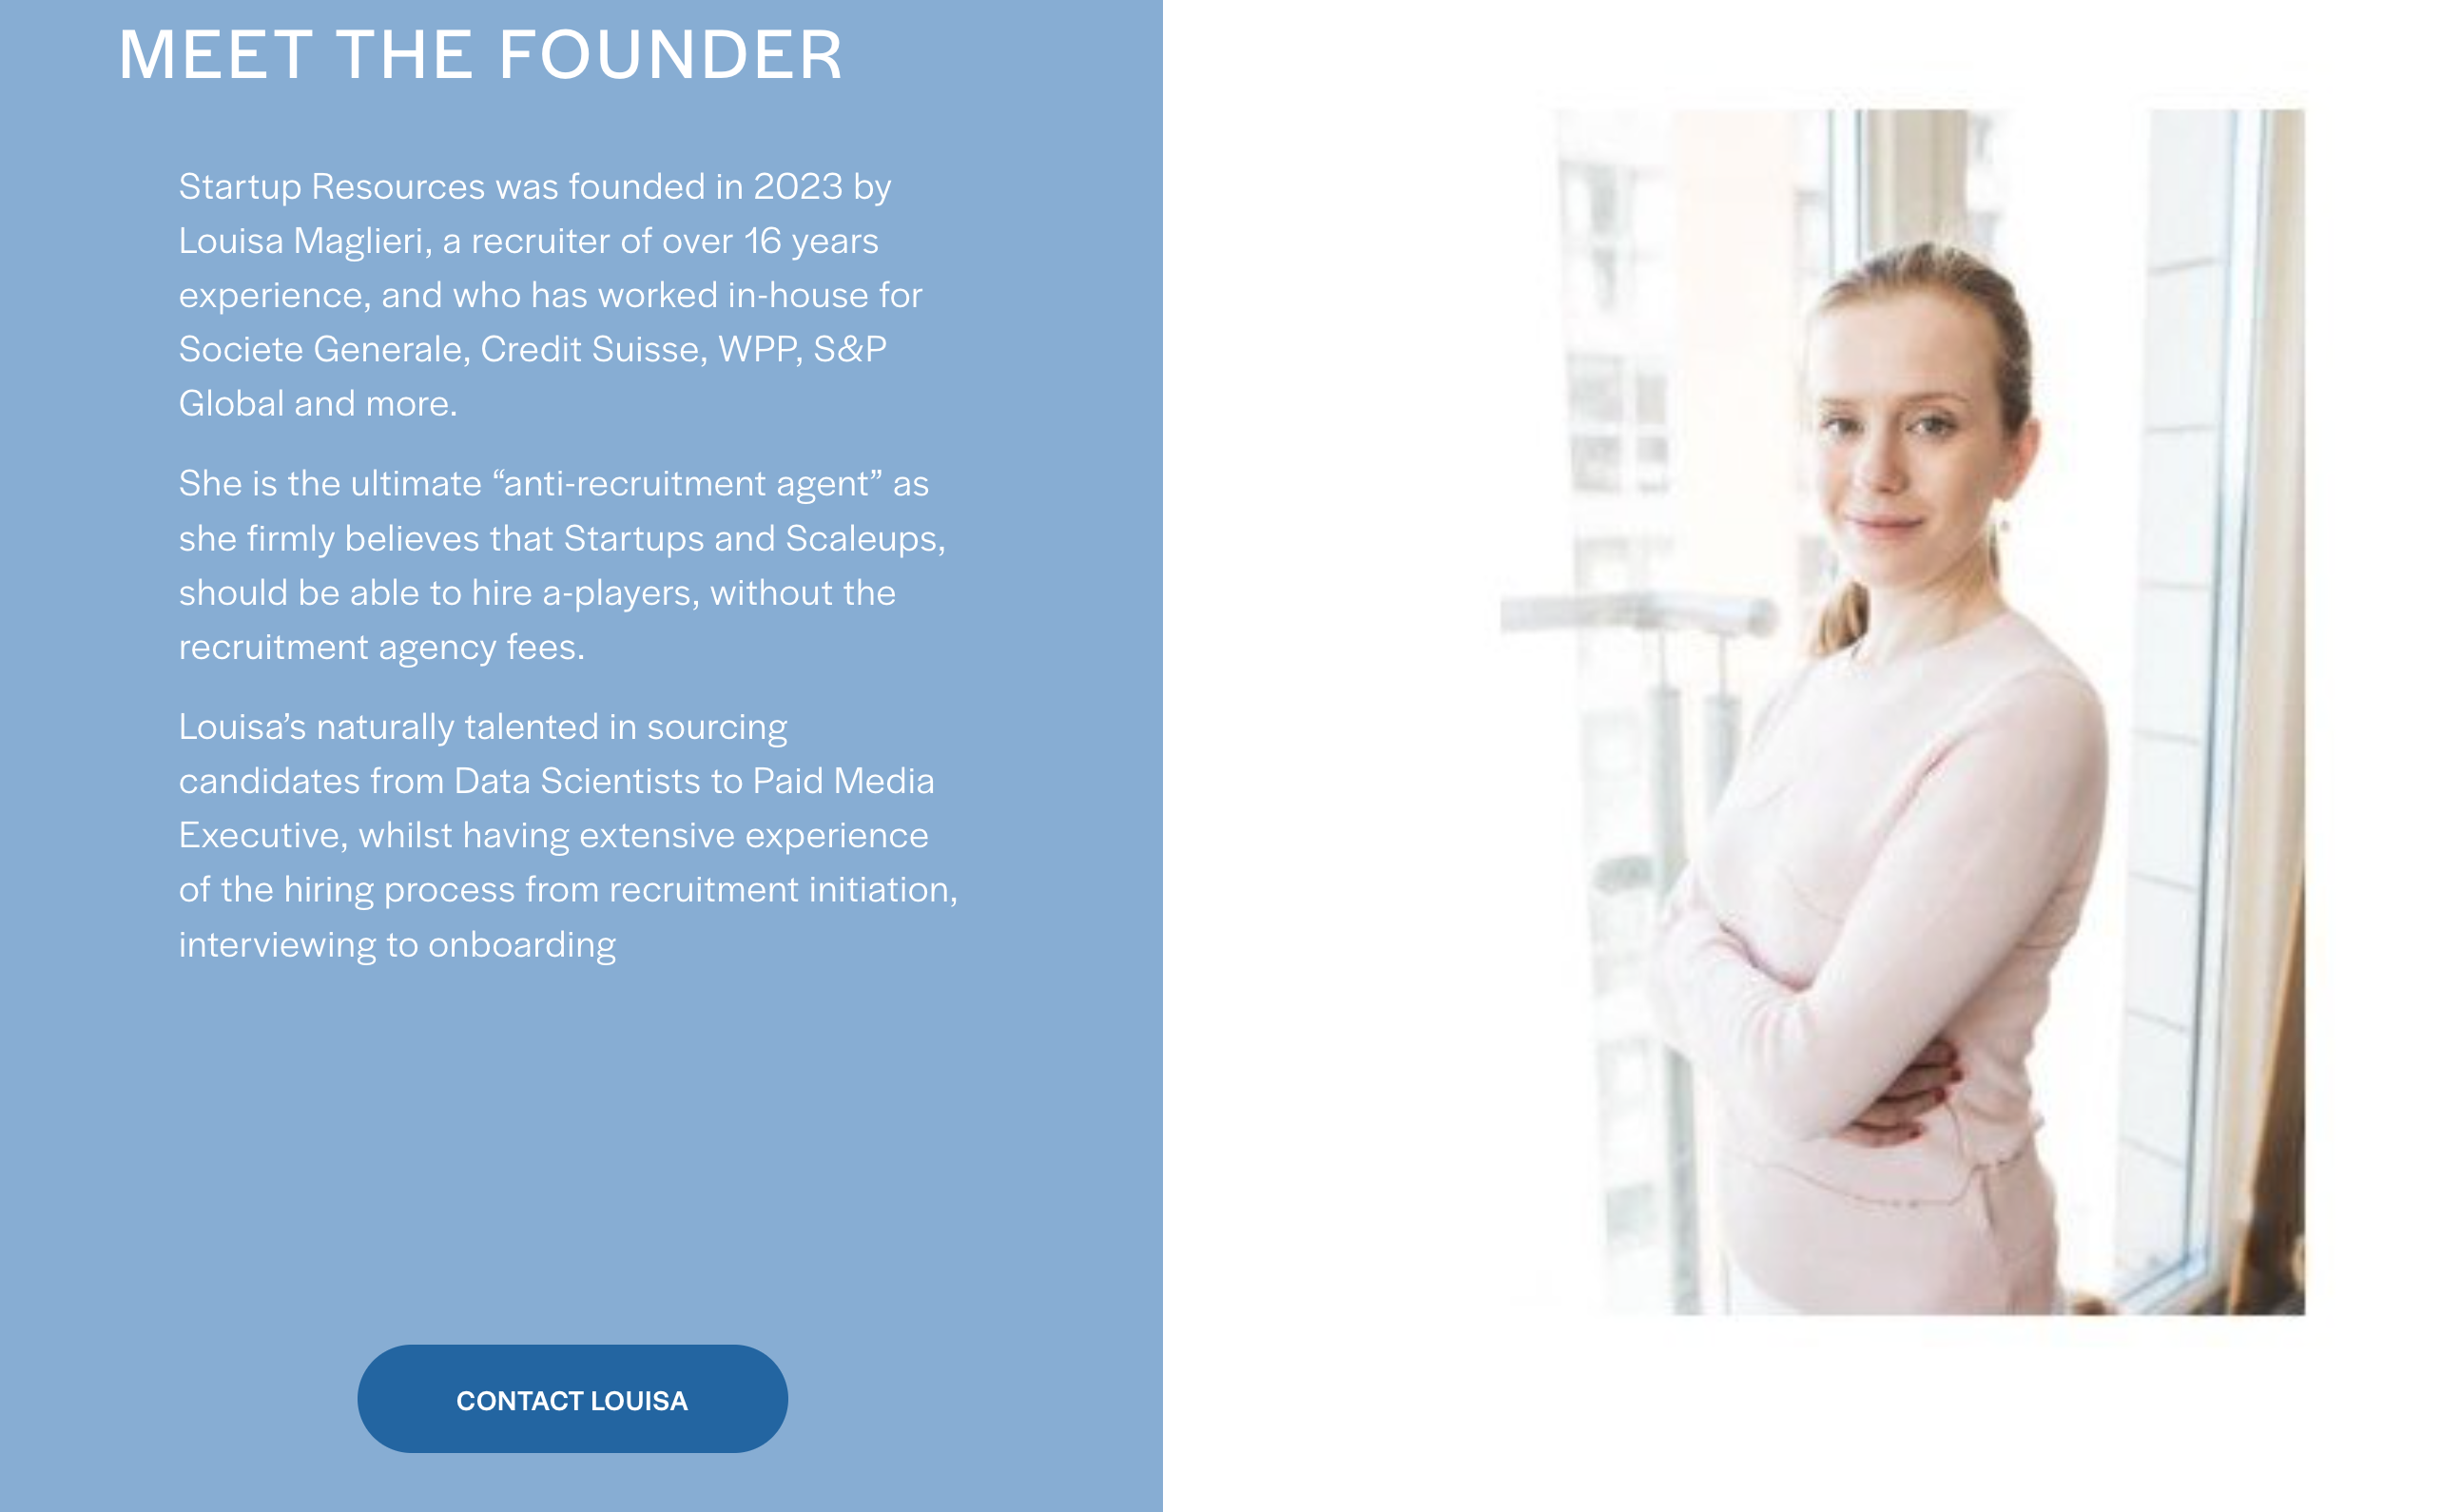 MEET THE FOUNDER
Startup Resources was founded in 2023 by
Louisa Maglieri, a recruiter of over 16 years
experience, and who has worked in-house for
Societe Generale, Credit Suisse, WPP, S&P
Global and more.
She is the ultimate “anti-recruitment agent” as
she firmly believes that Startups and Scaleups,
should be able to hire a-players, without the
recruitment agency fees.
Louisa’s naturally talented in sourcing
candidates from Data Scientists to Paid Media
Executive, whilst having extensive experience
of the hiring process from recruitment initiation,
interviewing to onboarding
CONTACT LOUISA